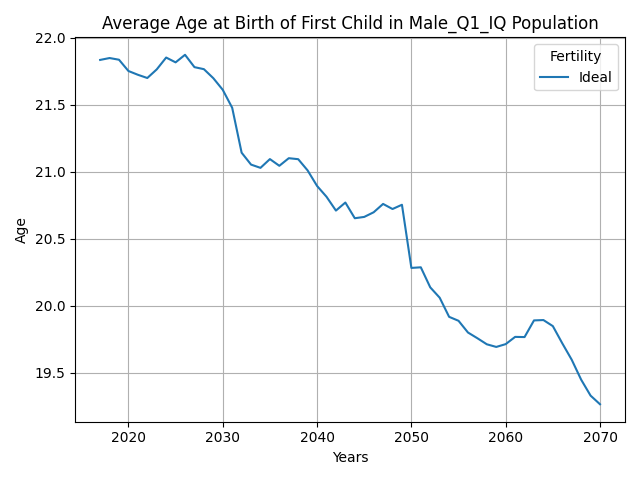 Average Age at Birth of First Child in Male_Q1_IQ Population
Fertility
Ideal
22.0
21.5
21.0
20.5
20.0
19.5
Age
2020 2030 2040 2050 2060 2070
Years